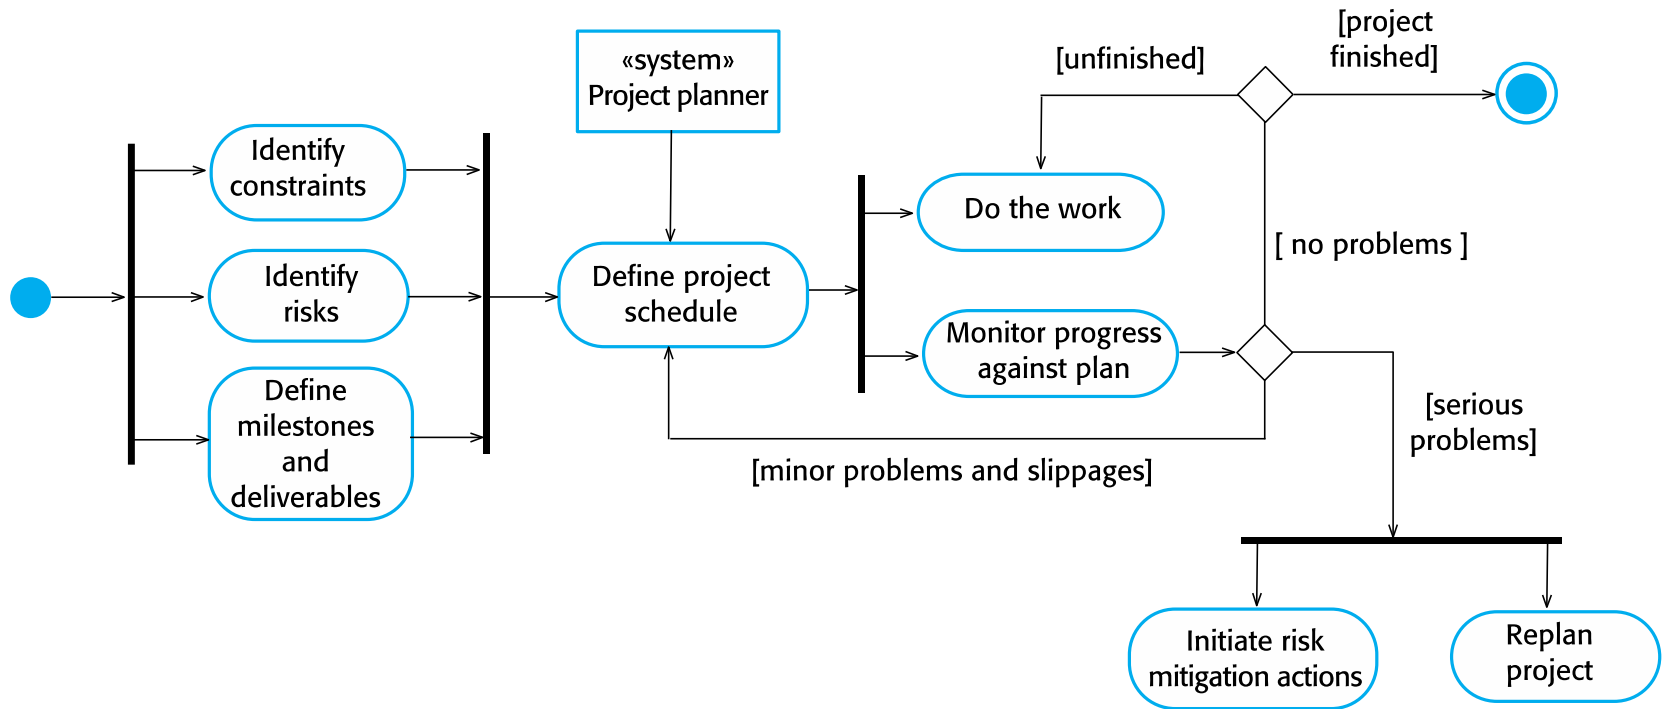 [project
finished]
[unfinished]
«system»
Project planner
Identify
constraints
Do the work
[ no problems ]
Identify
risks
Define project
schedule
Monitor progress
against plan
Define
milestones
and
deliverables
[serious
problems]
[minor problems and slippages]
Initiate risk
mitigation actions
Replan
project